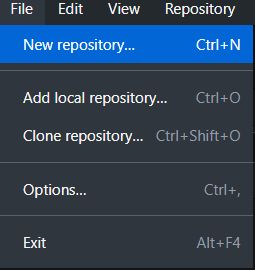 File Edit View Repository
New repository... Ctrl+N
Add local repository... Ctrl+O
Clone repository... Ctrl+Shift+O
Options... Ctrl+,
Exit Alt+F4